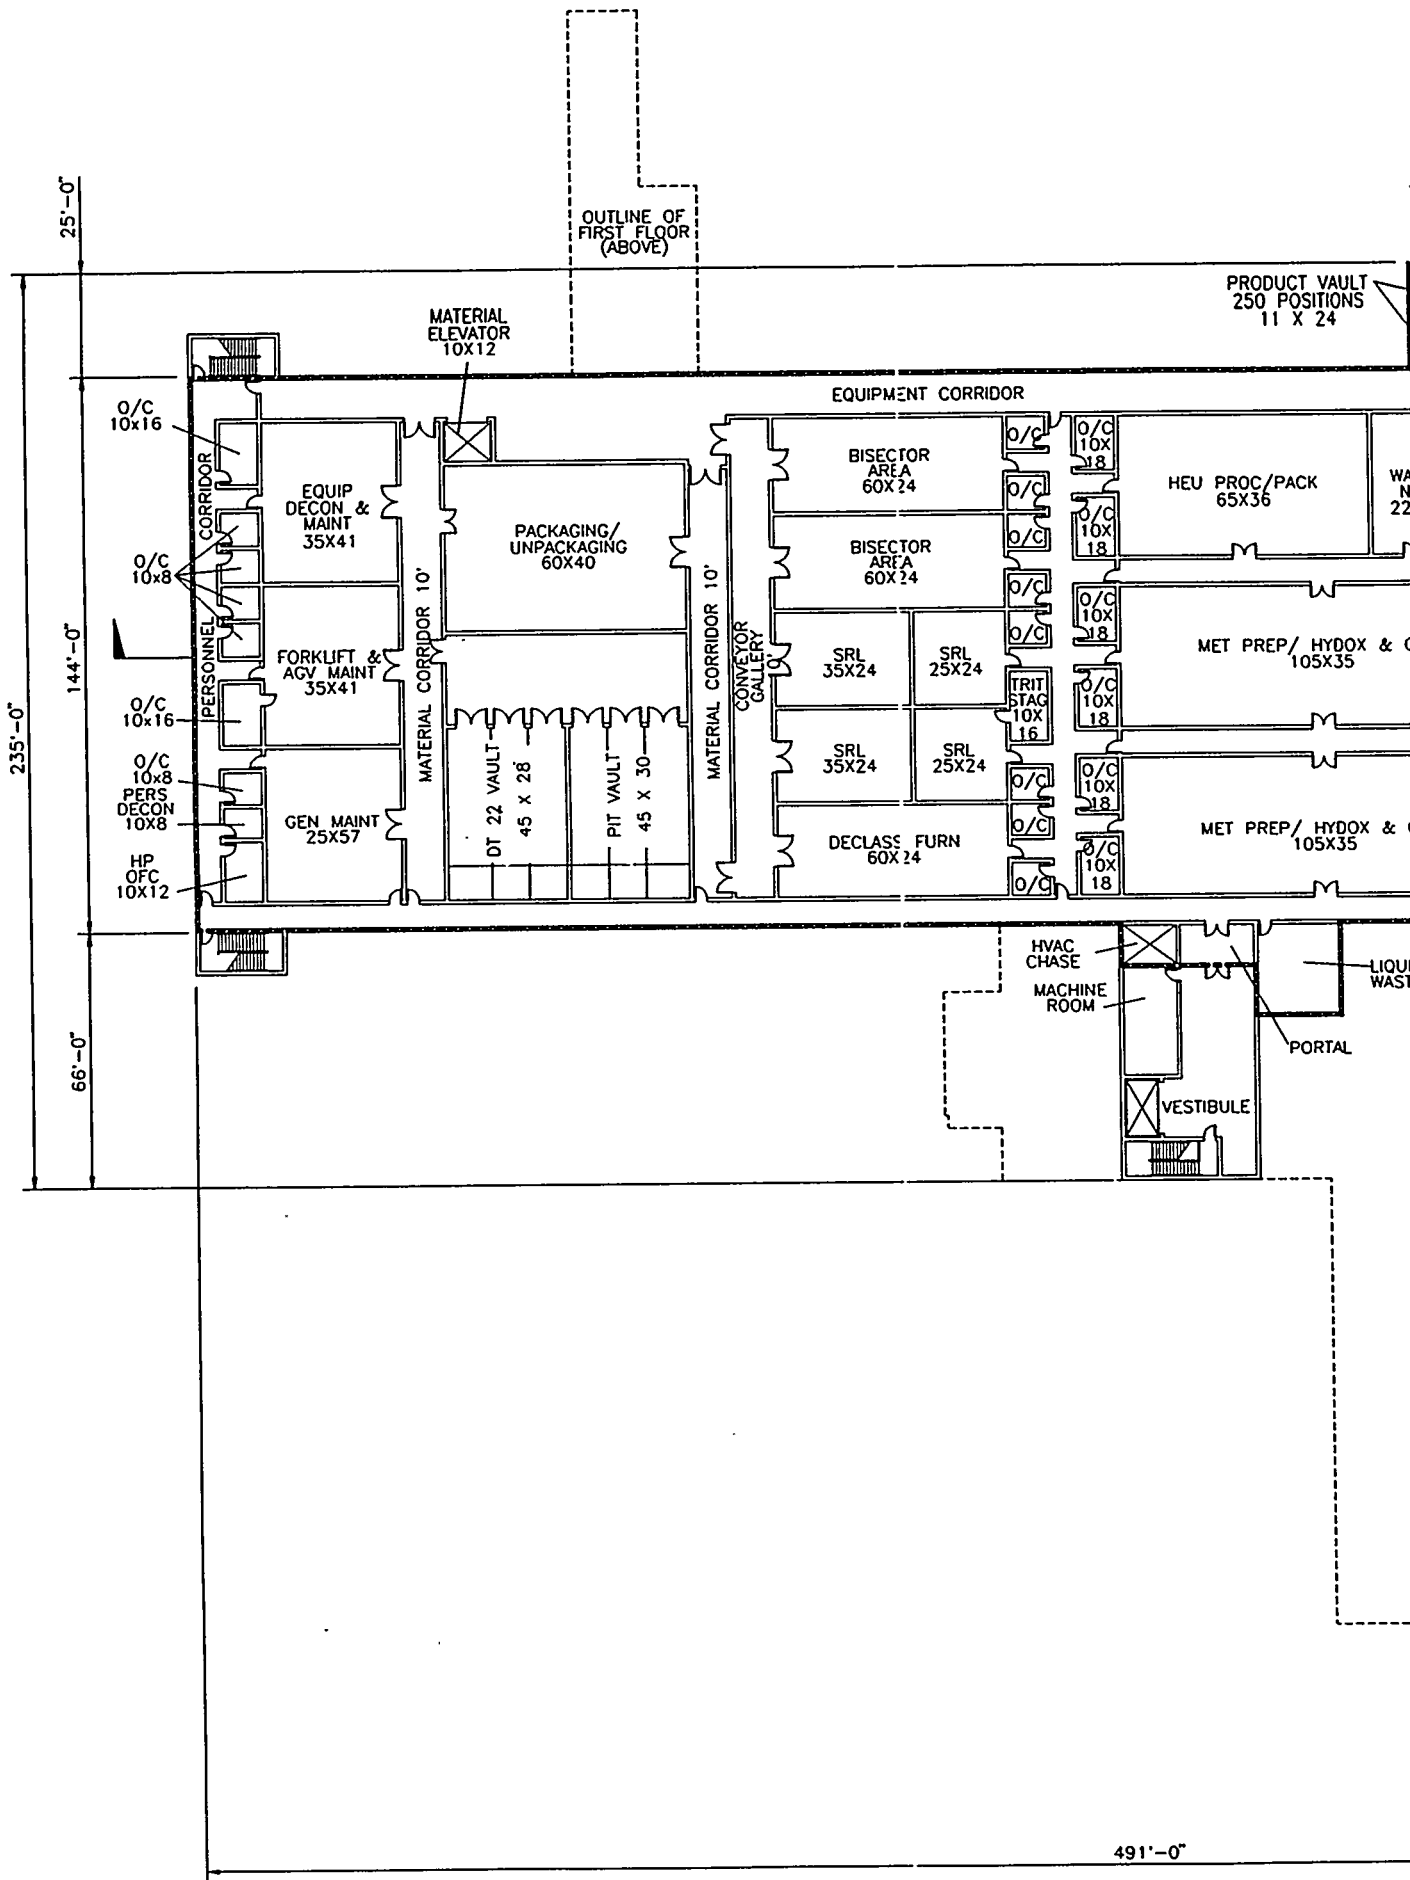 25'-0"
OUTLINE OF
FIRST FLOOR
(ABOVE)
PRODUCT VAULT
250 POSITIONS
11 X 24
MATERIAL
ELEVATOR
10X12
EQUIPMENT CORRIDOR
O/C
10x16
O/C
10X
18
BISECTOR
AREA
60X24
O/C
HEU PROC/PACK
65X36
WA
N
22
CORRIDOR
EQUIP
DECON &
MAINT
35X41
O/C
PACKAGING/
UNPACKAGING
60X40
O/C
10X
18
O/C
BISECTOR
AREA
60X24
O/C
10x8
O/C
O/C
10X
18
PERSONNEL
144'-0"
235'-0"
MATERIAL CORRIDOR 10'
MATERIAL CORRIDOR 10'
CONVEYOR
GALLERY
10'
O/C
FORKLIFT &
AGV MAINT
35X41
SRL
35X24
SRL
25X24
MET PREP/ HYDOX & C
105X35
TRIT
STAG
10X
16
O/C
10X
18
O/C
10x16
O/C
10x8
DT 22 VAULT
45 X 28
PIT VAULT
45 X 30
SRL
35X24
SRL
25X24
O/C
O/C
10X
18
PERS
DECON
10X8
GEN MAINT
25X57
DECLASS FURN
60X24
O/C
MET PREP/ HYDOX & C
105X35
HP
OFC
10X12
O/C
O/C
10X
18
HVAC
CHASE
LIQUI
WAST
MACHINE
ROOM
PORTAL
66'-0"
VESTIBULE
491'-0"